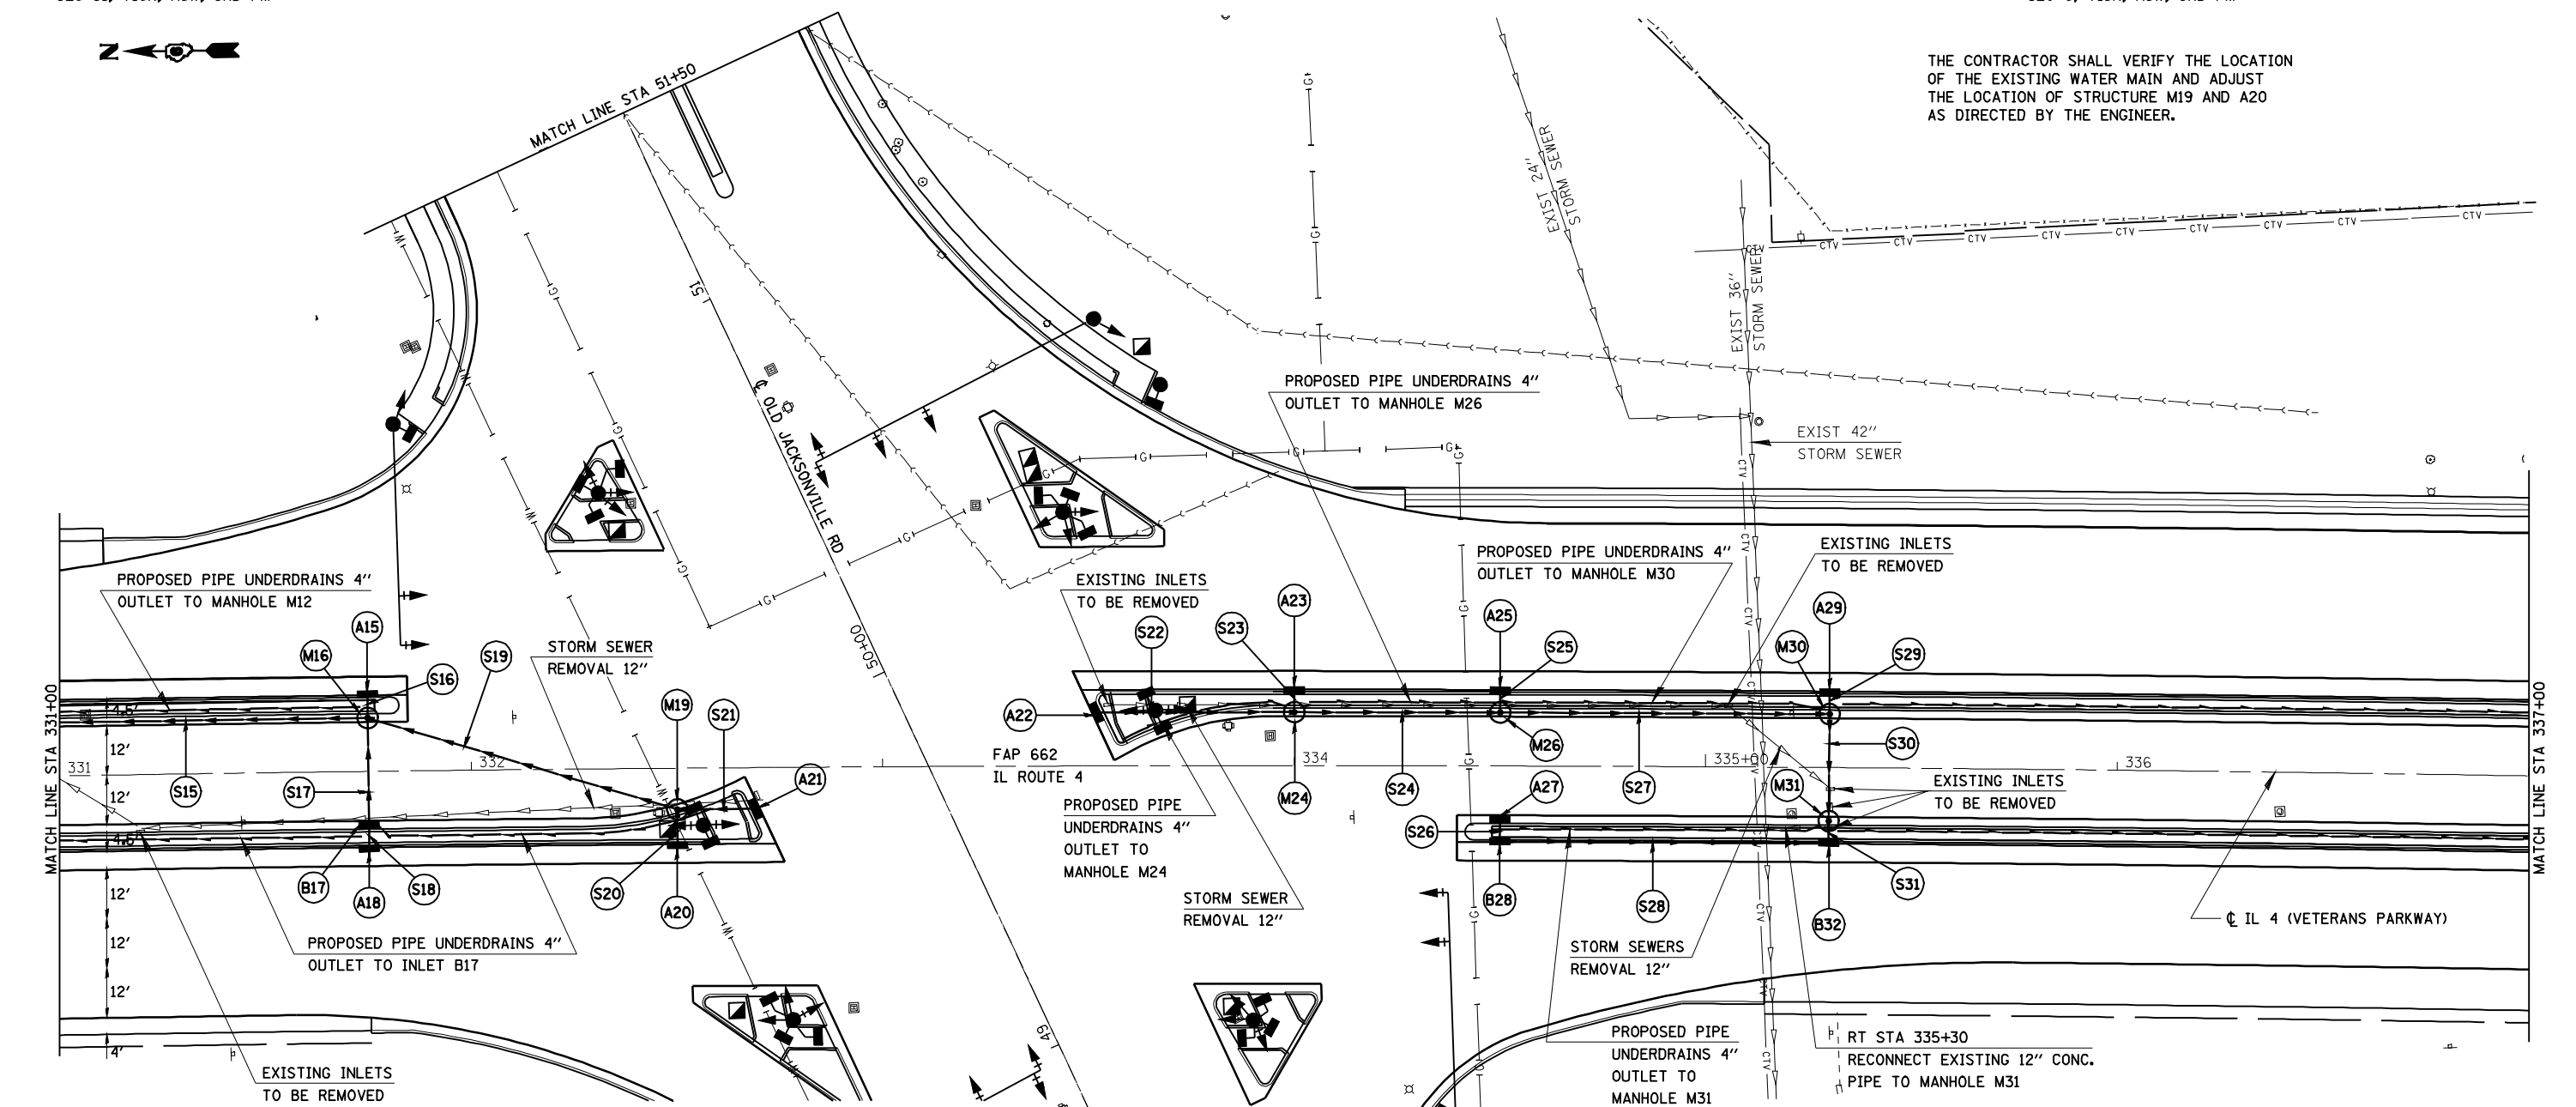 N
THE CONTRACTOR SHALL VERIFY THE LOCATION
OF THE EXISTING WATER MAIN AND ADJUST
THE LOCATION OF STRUCTURE M19 AND A20
AS DIRECTED BY THE ENGINEER.
MATCH LINE STA 51+50
EXIST 24"
STORM SEWER
EXIST 36"
STORM SEWER
CTV CTV CTV CTV CTV CTV CTV CTV CTV CTV
51
℄ OLD JACKSONVILLE RD
PROPOSED PIPE UNDERDRAINS 4"
OUTLET TO MANHOLE M26
EXIST 42"
STORM SEWER
PROPOSED PIPE UNDERDRAINS 4"
OUTLET TO MANHOLE M12
EXISTING INLETS
TO BE REMOVED
PROPOSED PIPE UNDERDRAINS 4"
OUTLET TO MANHOLE M30
EXISTING INLETS
TO BE REMOVED
A15
M16
S19
S16
STORM SEWER
REMOVAL 12"
50+00
S22
S23
A23
A25
S25
A29
M30
S29
M19
S21
A22
MATCH LINE STA 331+00
4.5'
12'
331
332
FAP 662
IL ROUTE 4
334
M26
335+00
S30
336
MATCH LINE STA 337+00
S15
S17
12'
A21
M24
S24
A27
S27
M31
EXISTING INLETS
TO BE REMOVED
PROPOSED PIPE
UNDERDRAINS 4"
OUTLET TO
MANHOLE M24
S26
4.5'
B17
A18
S18
S20
A20
12'
STORM SEWER
REMOVAL 12"
B28
S28
S31
B32
℄ IL 4 (VETERANS PARKWAY)
PROPOSED PIPE UNDERDRAINS 4"
OUTLET TO INLET B17
12'
STORM SEWERS
REMOVAL 12"
12'
4'
49
EXISTING INLETS
TO BE REMOVED
PROPOSED PIPE
UNDERDRAINS 4"
OUTLET TO
MANHOLE M31
RT STA 335+30
RECONNECT EXISTING 12" CONC.
PIPE TO MANHOLE M31